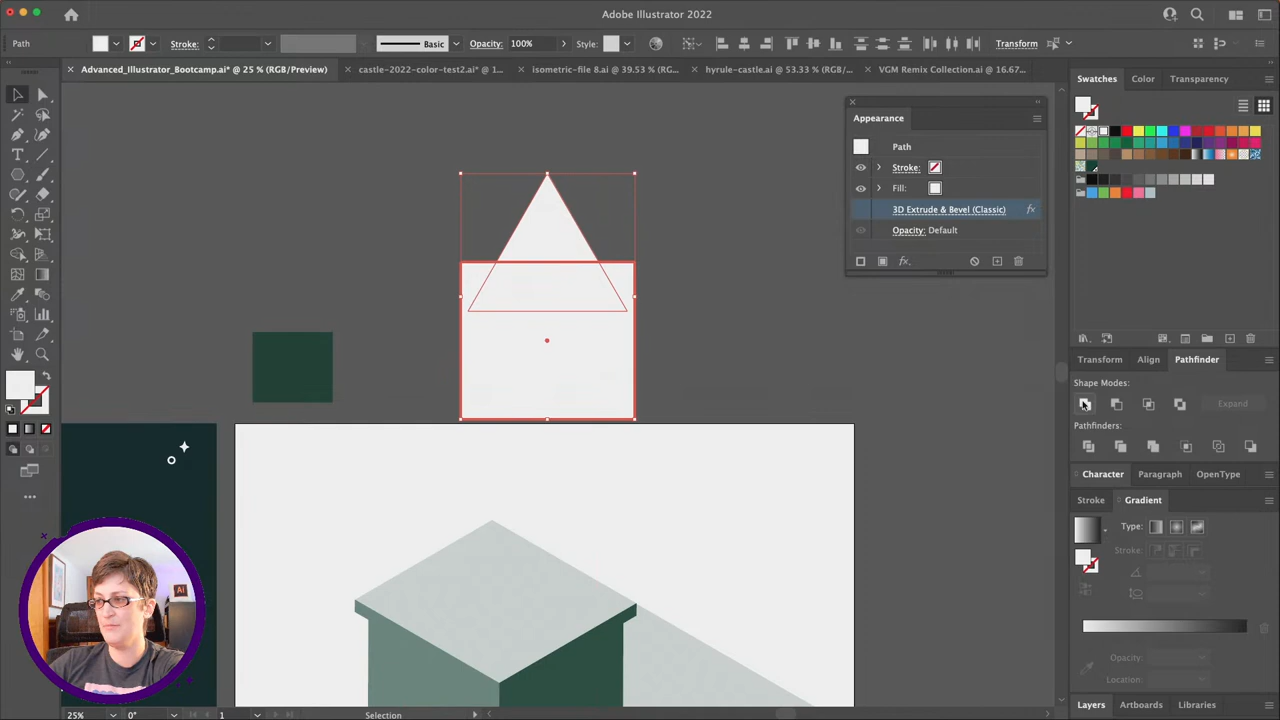 Adobe Illustrator 2022
Path
Stroke:
Basic
Opacity: 100%
Style:
Transform
Advanced_Illustrator_Bootcamp.ai* @ 25 % (RGB/Preview)
castle-2022-color-test2.ai* @ 1...
isometric-file 8.ai @ 39.53 % (RG...
hyrule-castle.ai @ 53.33 % (RGB/...
VGM Remix Collection.ai @ 16.67...
Swatches
Color
Transparency
Appearance
Path
Stroke:
Fill:
3D Extrude & Bevel (Classic)
fx
Opacity: Default
fx
Transform
Align
Pathfinder
Shape Modes:
Expand
Pathfinders:
Character
Paragraph
OpenType
Stroke
Gradient
Type:
Stroke:
Opacity:
Location:
Ai
25%
0°
1
Selection
Layers
Artboards
Libraries